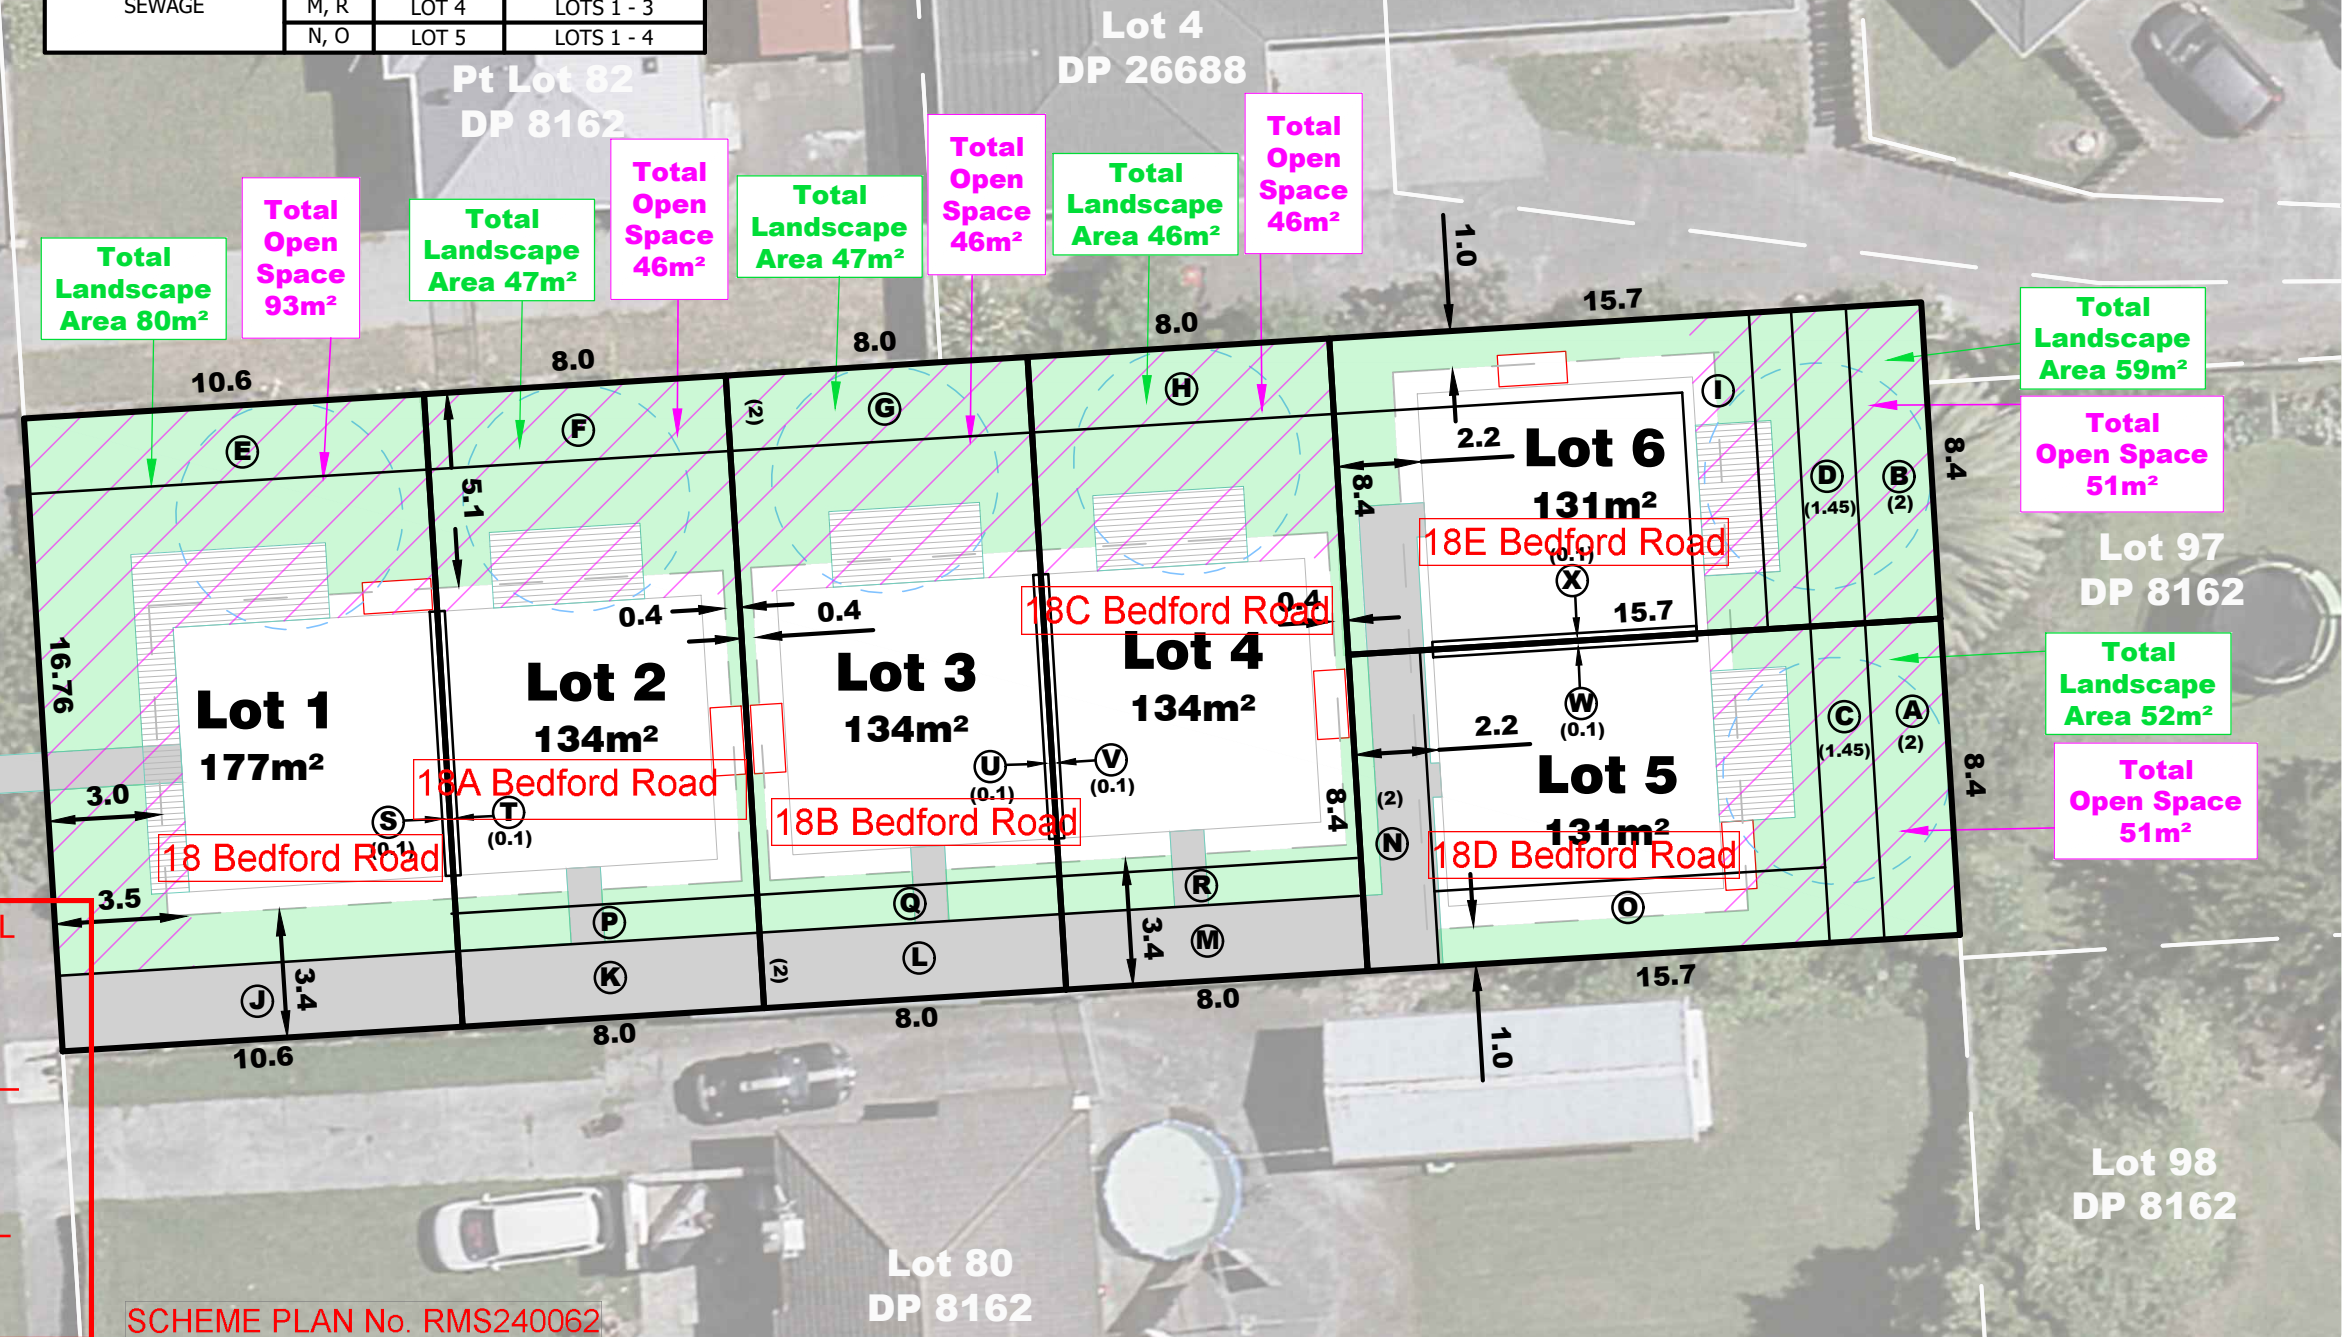 SEWAGE
M, R LOT 4 LOTS 1 - 3
N, O LOT 5 LOTS 1 - 4
Pt Lot 82
DP 8162
Lot 4
DP 26688
Total
Landscape
Area 80m²
Total
Open
Space
93m²
Total
Landscape
Area 47m²
Total
Open
Space
46m²
Total
Landscape
Area 47m²
Total
Open
Space
46m²
Total
Landscape
Area 46m²
Total
Open
Space
46m²
1.0
15.7
Total
Landscape
Area 59m²
Total
Open Space
51m²
10.6
8.0
8.0
8.0
E
F
(2)
G
H
I
5.1
2.2
8.4
Lot 6
131m²
18E Bedford Road
(0.1)
X
15.7
D
(1.45)
B
(2)
8.4
Lot 97
DP 8162
Total
Landscape
Area 52m²
Total
Open Space
51m²
16.76
0.4
0.4
0.4
18C Bedford Road
Lot 1
177m²
Lot 2
134m²
Lot 3
134m²
Lot 4
134m²
W
(0.1)
2.2
Lot 5
131m²
C
(1.45)
A
(2)
8.4
18A Bedford Road
U
(0.1)
V
(0.1)
3.0
S
(0.1)
T
(0.1)
18B Bedford Road
8.4
(2)
N
18 Bedford Road
18D Bedford Road
3.5
L
P
Q
R
O
J
3.4
K
(2)
L
3.4
M
10.6
8.0
8.0
8.0
15.7
1.0
Lot 98
DP 8162
Lot 80
DP 8162
SCHEME PLAN No. RMS240062